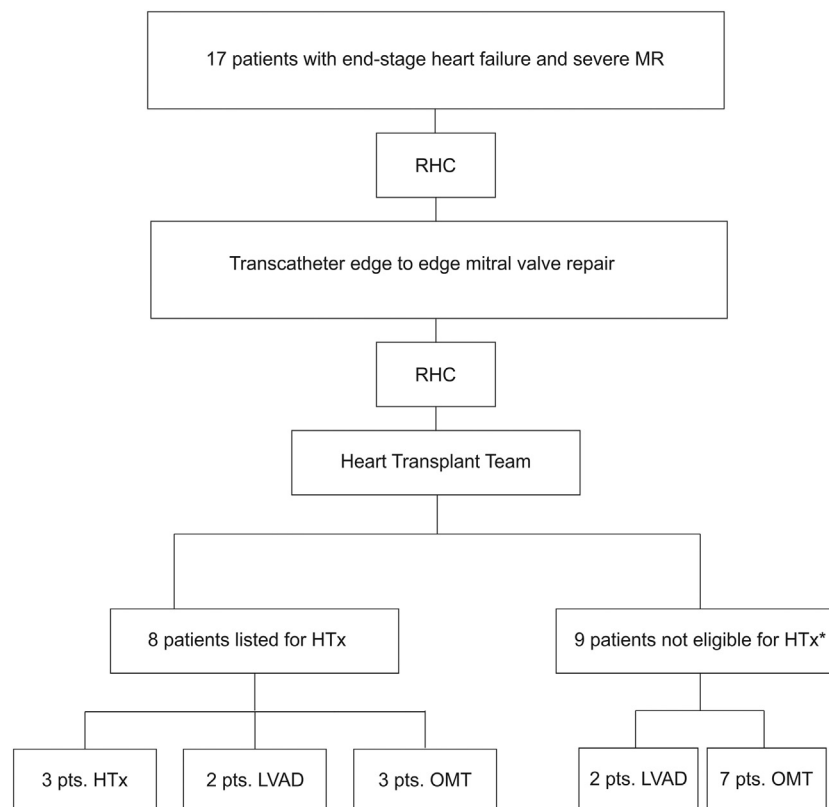 17 patients with end-stage heart failure and severe MR
RHC
Transcatheter edge to edge mitral valve repair
RHC
Heart Transplant Team
8 patients listed for HTx
9 patients not eligible for HTx*
3 pts. HTx
2 pts. LVAD
3 pts. OMT
2 pts. LVAD
7 pts. OMT